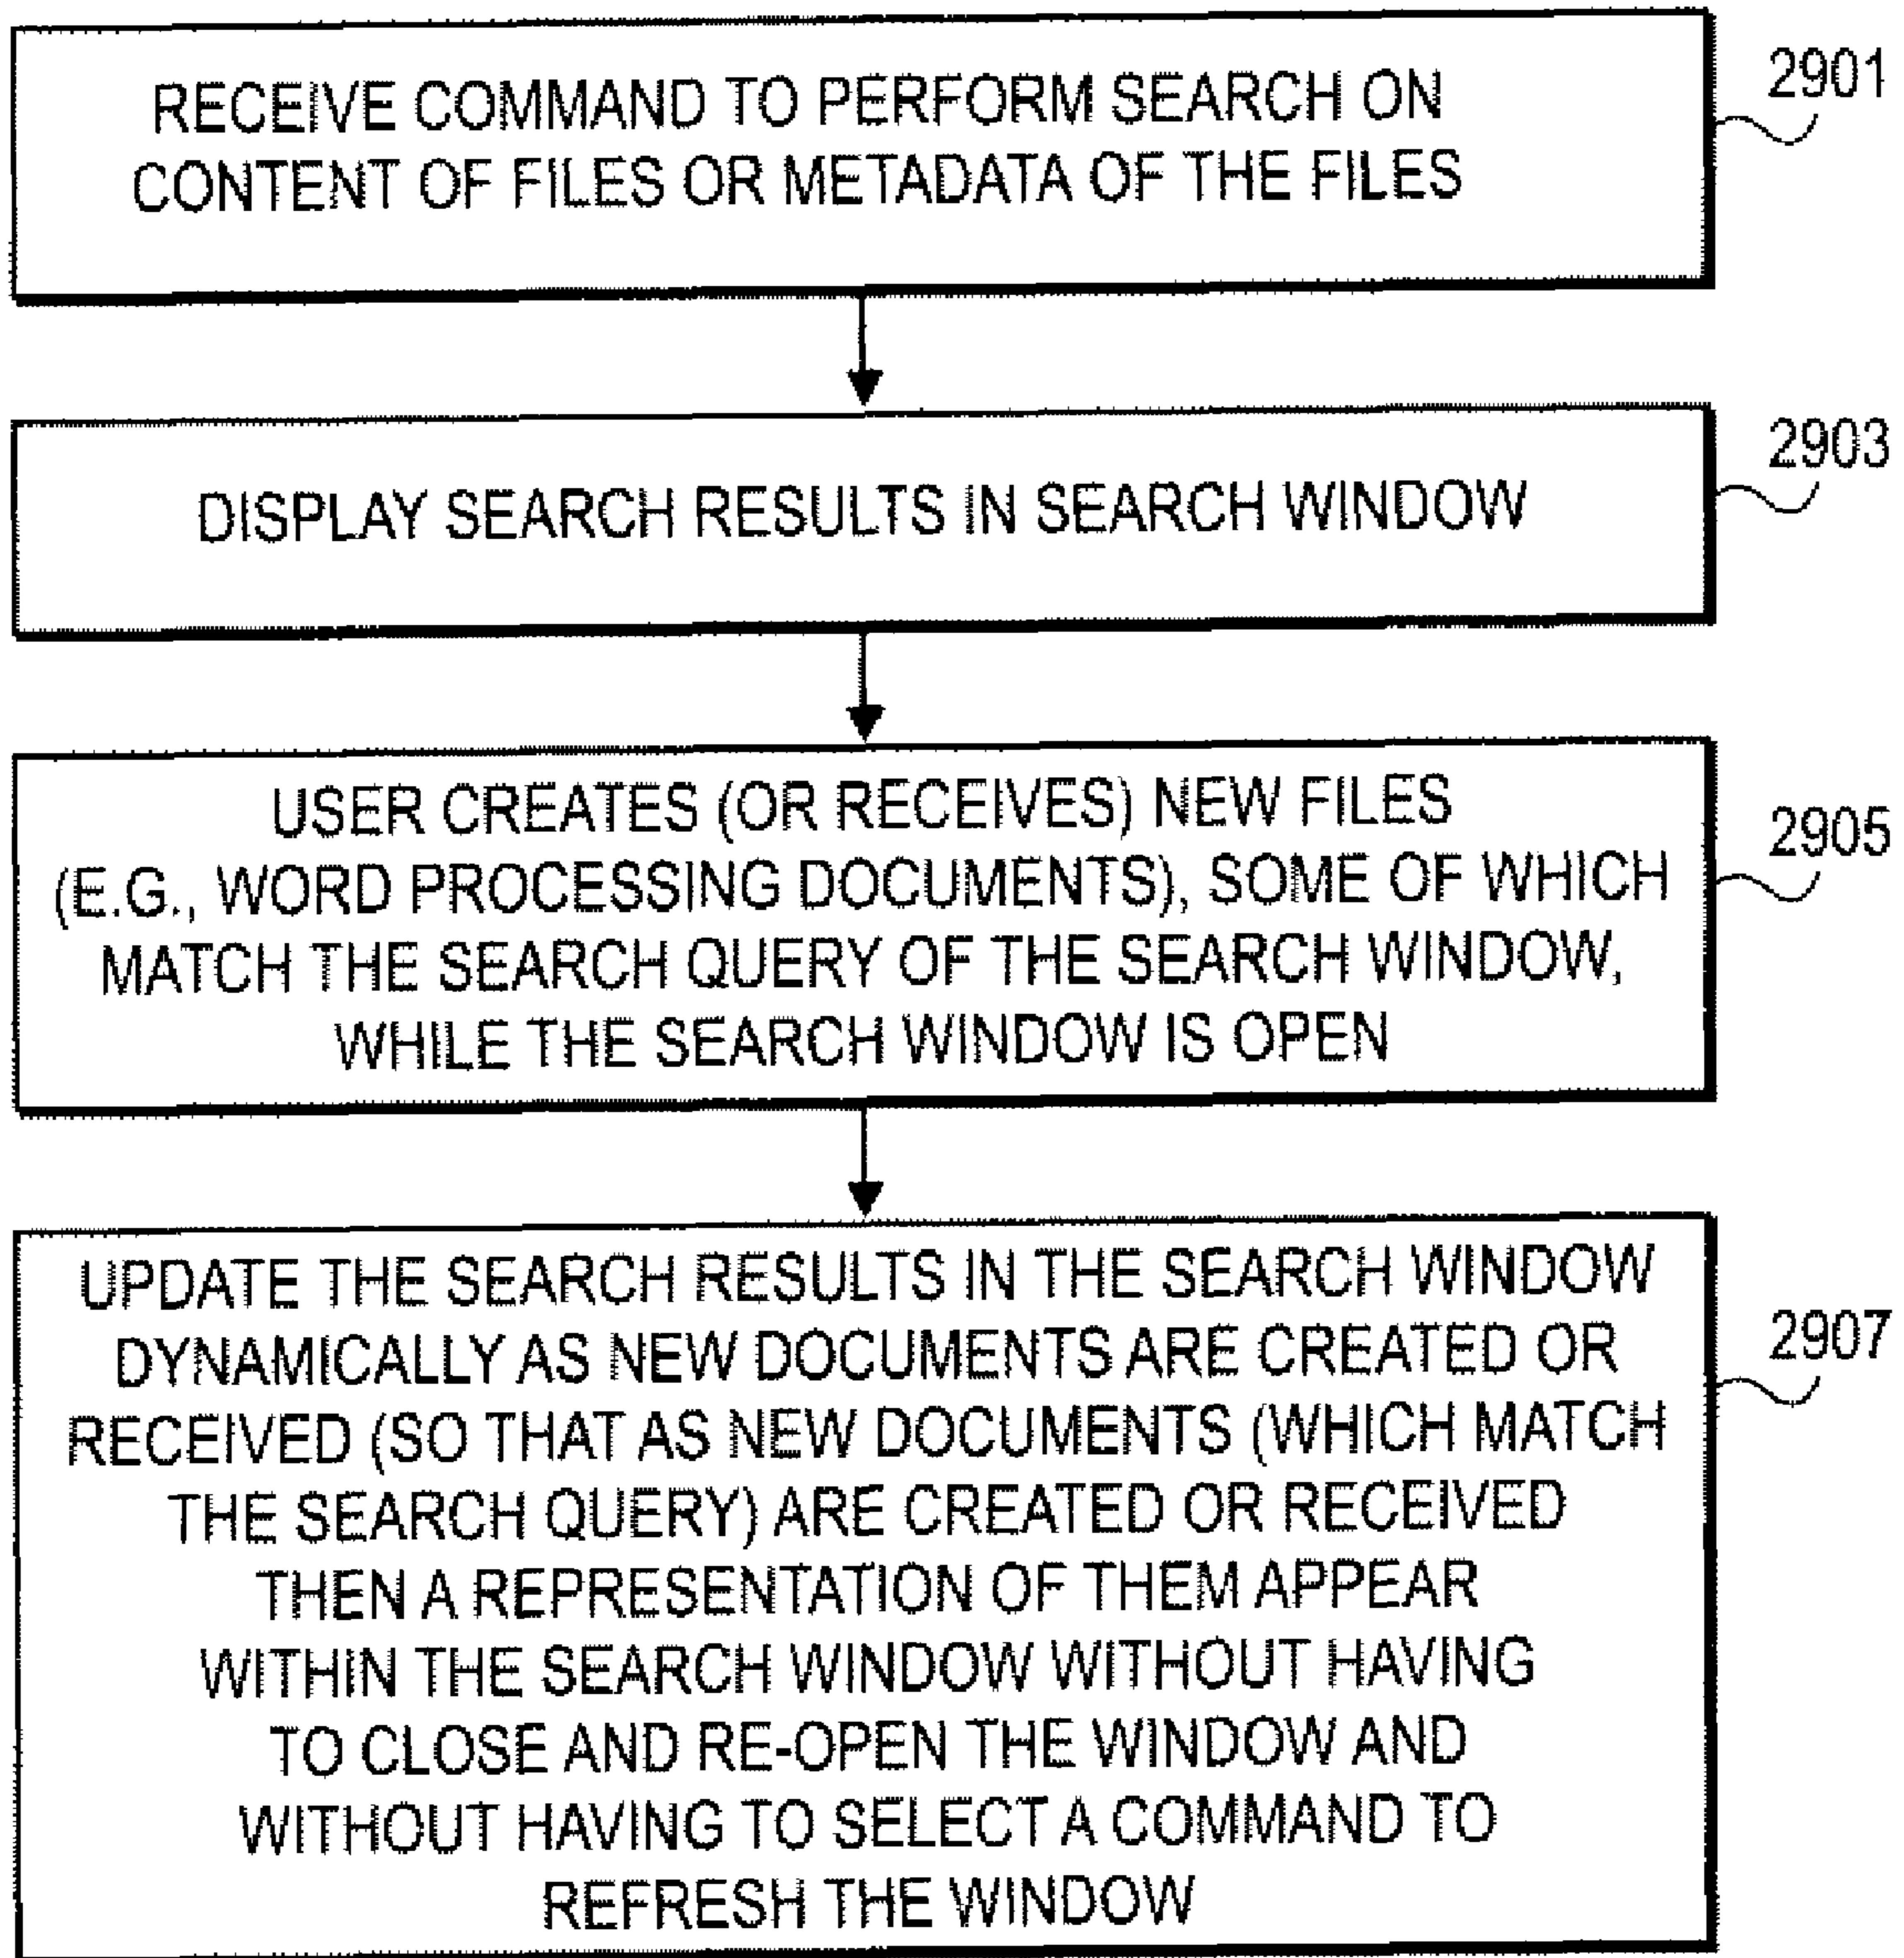 RECEIVE COMMAND TO PERFORM SEARCH ON
CONTENT OF FILES OR METADATA OF THE FILES
2901
DISPLAY SEARCH RESULTS IN SEARCH WINDOW
2903
USER CREATES (OR RECEIVES) NEW FILES
(E.G., WORD PROCESSING DOCUMENTS), SOME OF WHICH
MATCH THE SEARCH QUERY OF THE SEARCH WINDOW,
WHILE THE SEARCH WINDOW IS OPEN
2905
UPDATE THE SEARCH RESULTS IN THE SEARCH WINDOW
DYNAMICALLY AS NEW DOCUMENTS ARE CREATED OR
RECEIVED (SO THAT AS NEW DOCUMENTS (WHICH MATCH
THE SEARCH QUERY) ARE CREATED OR RECEIVED
THEN A REPRESENTATION OF THEM APPEAR
WITHIN THE SEARCH WINDOW WITHOUT HAVING
TO CLOSE AND RE-OPEN THE WINDOW AND
WITHOUT HAVING TO SELECT A COMMAND TO
REFRESH THE WINDOW
2907